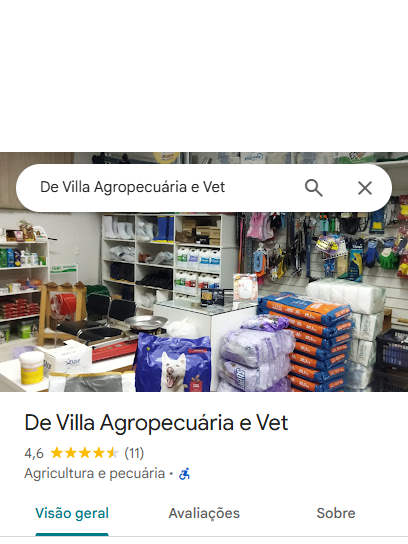 De Villa Agropecuária e Vet
De Villa Agropecuária e Vet
4,6 (11)
Agricultura e pecuária ·
Visão geral Avaliações Sobre